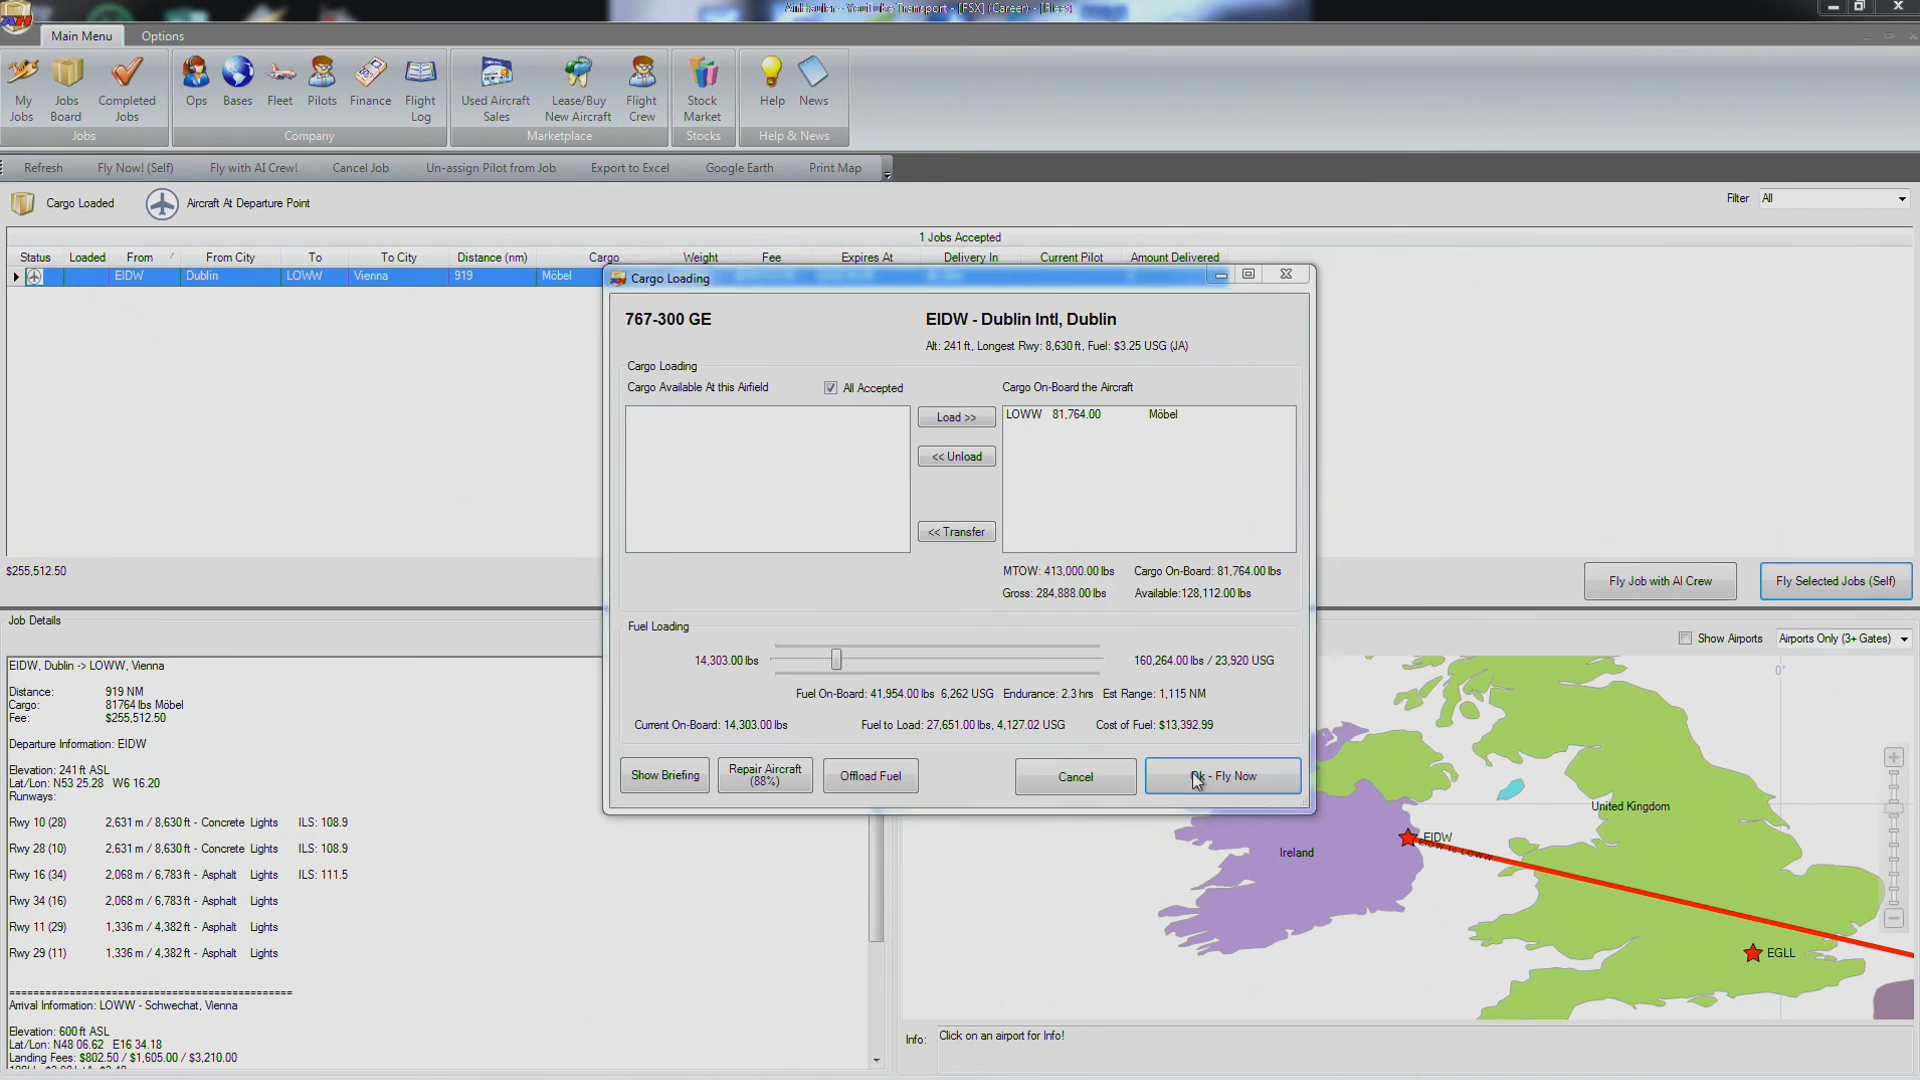 AirHauler - YouTube Transport - [FSX] (Career) - [Fleet]
Main Menu Options
My Jobs
Jobs Board
Completed Jobs
Ops
Bases
Fleet
Pilots
Finance
Flight Log
Used Aircraft Sales
Lease/Buy New Aircraft
Flight Crew
Stock Market
Help
News
Jobs Company Marketplace Stocks Help & News
Refresh Fly Now! (Self) Fly with AI Crew! Cancel Job Un-assign Pilot from Job Export to Excel Google Earth Print Map
Cargo Loaded Aircraft At Departure Point Filter All
1 Jobs Accepted
Status Loaded From From City To To City Distance (nm) Cargo Weight Fee Expires At Delivery In Current Pilot Amount Delivered
EIDW Dublin LOWW Vienna 919 Möbel
$255,512.50
Fly Job with AI Crew Fly Selected Jobs (Self)
Cargo Loading
767-300 GE EIDW - Dublin Intl, Dublin
Alt: 241 ft, Longest Rwy: 8,630 ft, Fuel: $3.25 USG (JA)
Cargo Loading
Cargo Available At this Airfield All Accepted Cargo On-Board the Aircraft
Load >> LOWW 81,764.00 Möbel
<< Unload
<< Transfer
MTOW: 413,000.00 lbs Cargo On-Board: 81,764.00 lbs
Gross: 284,888.00 lbs Available:128,112.00 lbs
Fuel Loading
14,303.00 lbs 160,264.00 lbs / 23,920 USG
Fuel On-Board: 41,954.00 lbs 6,262 USG Endurance: 2.3 hrs Est Range: 1,115 NM
Current On-Board: 14,303.00 lbs Fuel to Load: 27,651.00 lbs, 4,127.02 USG Cost of Fuel: $13,392.99
Show Briefing Repair Aircraft (88%) Offload Fuel Cancel Ok - Fly Now
Job Details
EIDW, Dublin -> LOWW, Vienna
Distance: 919 NM
Cargo: 81764 lbs Möbel
Fee: $255,512.50
Departure Information: EIDW
Elevation: 241 ft ASL
Lat/Lon: N53 25.28 W6 16.20
Runways:
Rwy 10 (28) 2,631 m / 8,630 ft - Concrete Lights ILS: 108.9
Rwy 28 (10) 2,631 m / 8,630 ft - Concrete Lights ILS: 108.9
Rwy 16 (34) 2,068 m / 6,783 ft - Asphalt Lights ILS: 111.5
Rwy 34 (16) 2,068 m / 6,783 ft - Asphalt Lights
Rwy 11 (29) 1,336 m / 4,382 ft - Asphalt Lights
Rwy 29 (11) 1,336 m / 4,382 ft - Asphalt Lights
==============================================
Arrival Information: LOWW - Schwechat, Vienna
Elevation: 600 ft ASL
Lat/Lon: N48 06.62 E16 34.18
Landing Fees: $802.50 / $1,605.00 / $3,210.00
Show Airports Airports Only (3+ Gates)
0°
United Kingdom
Ireland
EIDW
EIDW to LOWW
EGLL
Info: Click on an airport for Info!